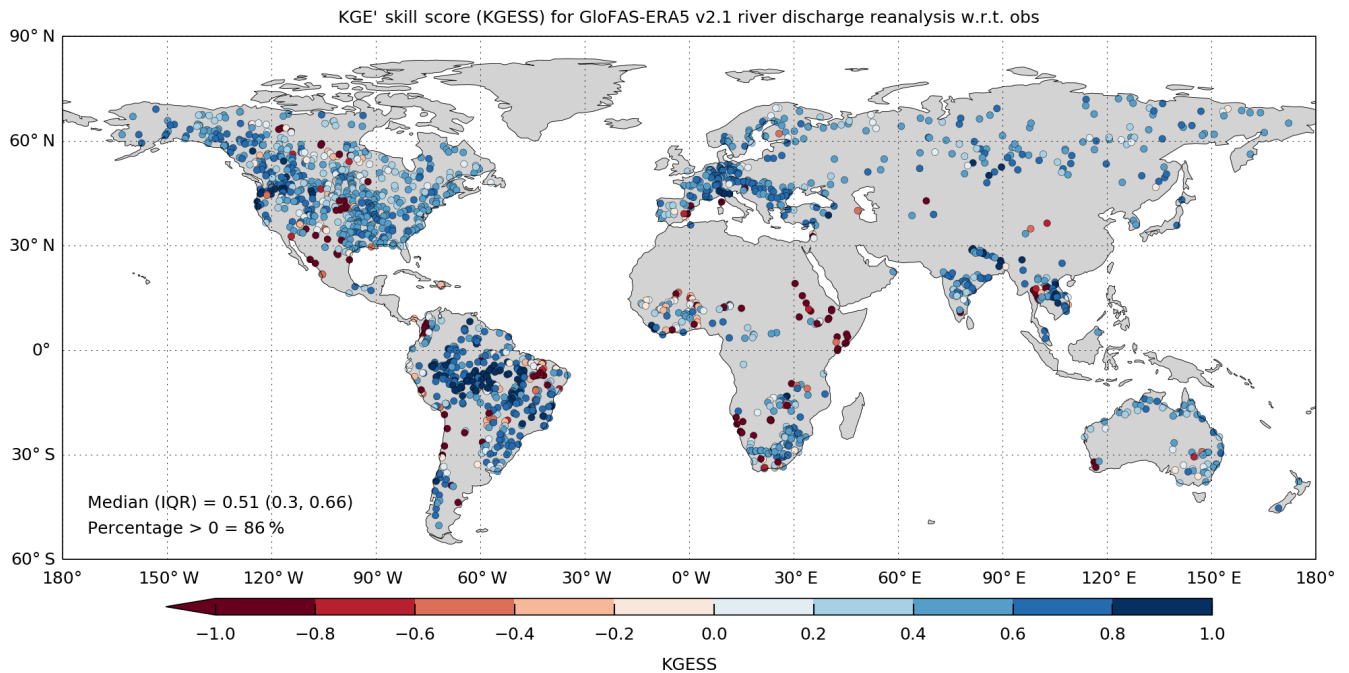 KGE' skill score (KGESS) for GloFAS-ERA5 v2.1 river discharge reanalysis w.r.t. obs
90° N
60° N
30° N
0°
30° S
60° S
Median (IQR) = 0.51 (0.3, 0.66)
Percentage > 0 = 86 %
180° 150° W 120° W 90° W 60° W 30° W 0° W 30° E 60° E 90° E 120° E 150° E 180°
−1.0 −0.8 −0.6 −0.4 −0.2 0.0 0.2 0.4 0.6 0.8 1.0
KGESS